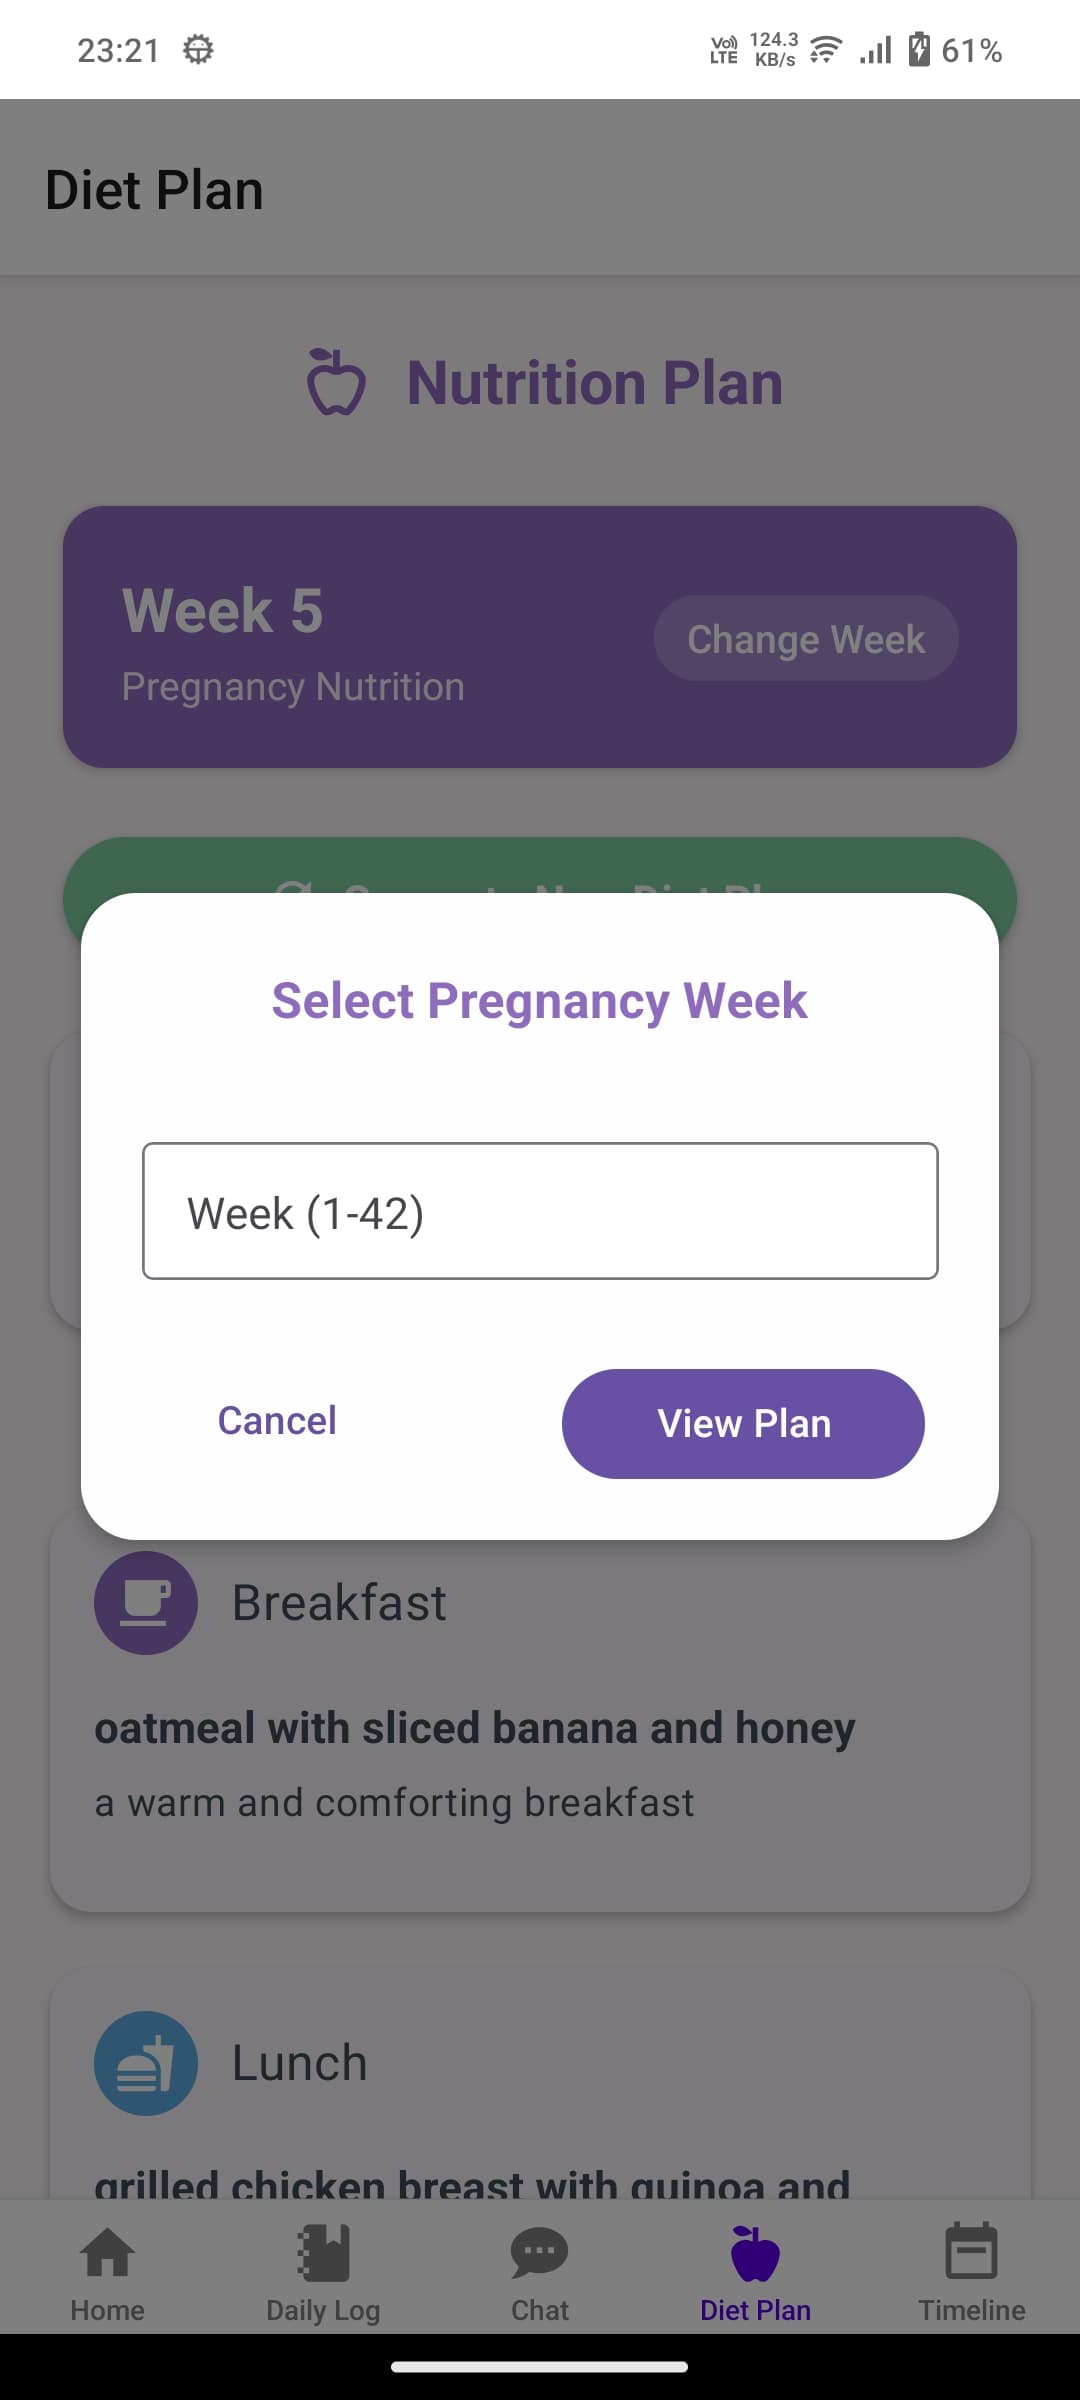 23:21
Vo) LTE 124.3 KB/s 61%
Diet Plan
Nutrition Plan
Week 5
Change Week
Pregnancy Nutrition
Select Pregnancy Week
Week (1-42)
Cancel
View Plan
Breakfast
oatmeal with sliced banana and honey
a warm and comforting breakfast
Lunch
grilled chicken breast with quinoa and
Home
Daily Log
Chat
Diet Plan
Timeline